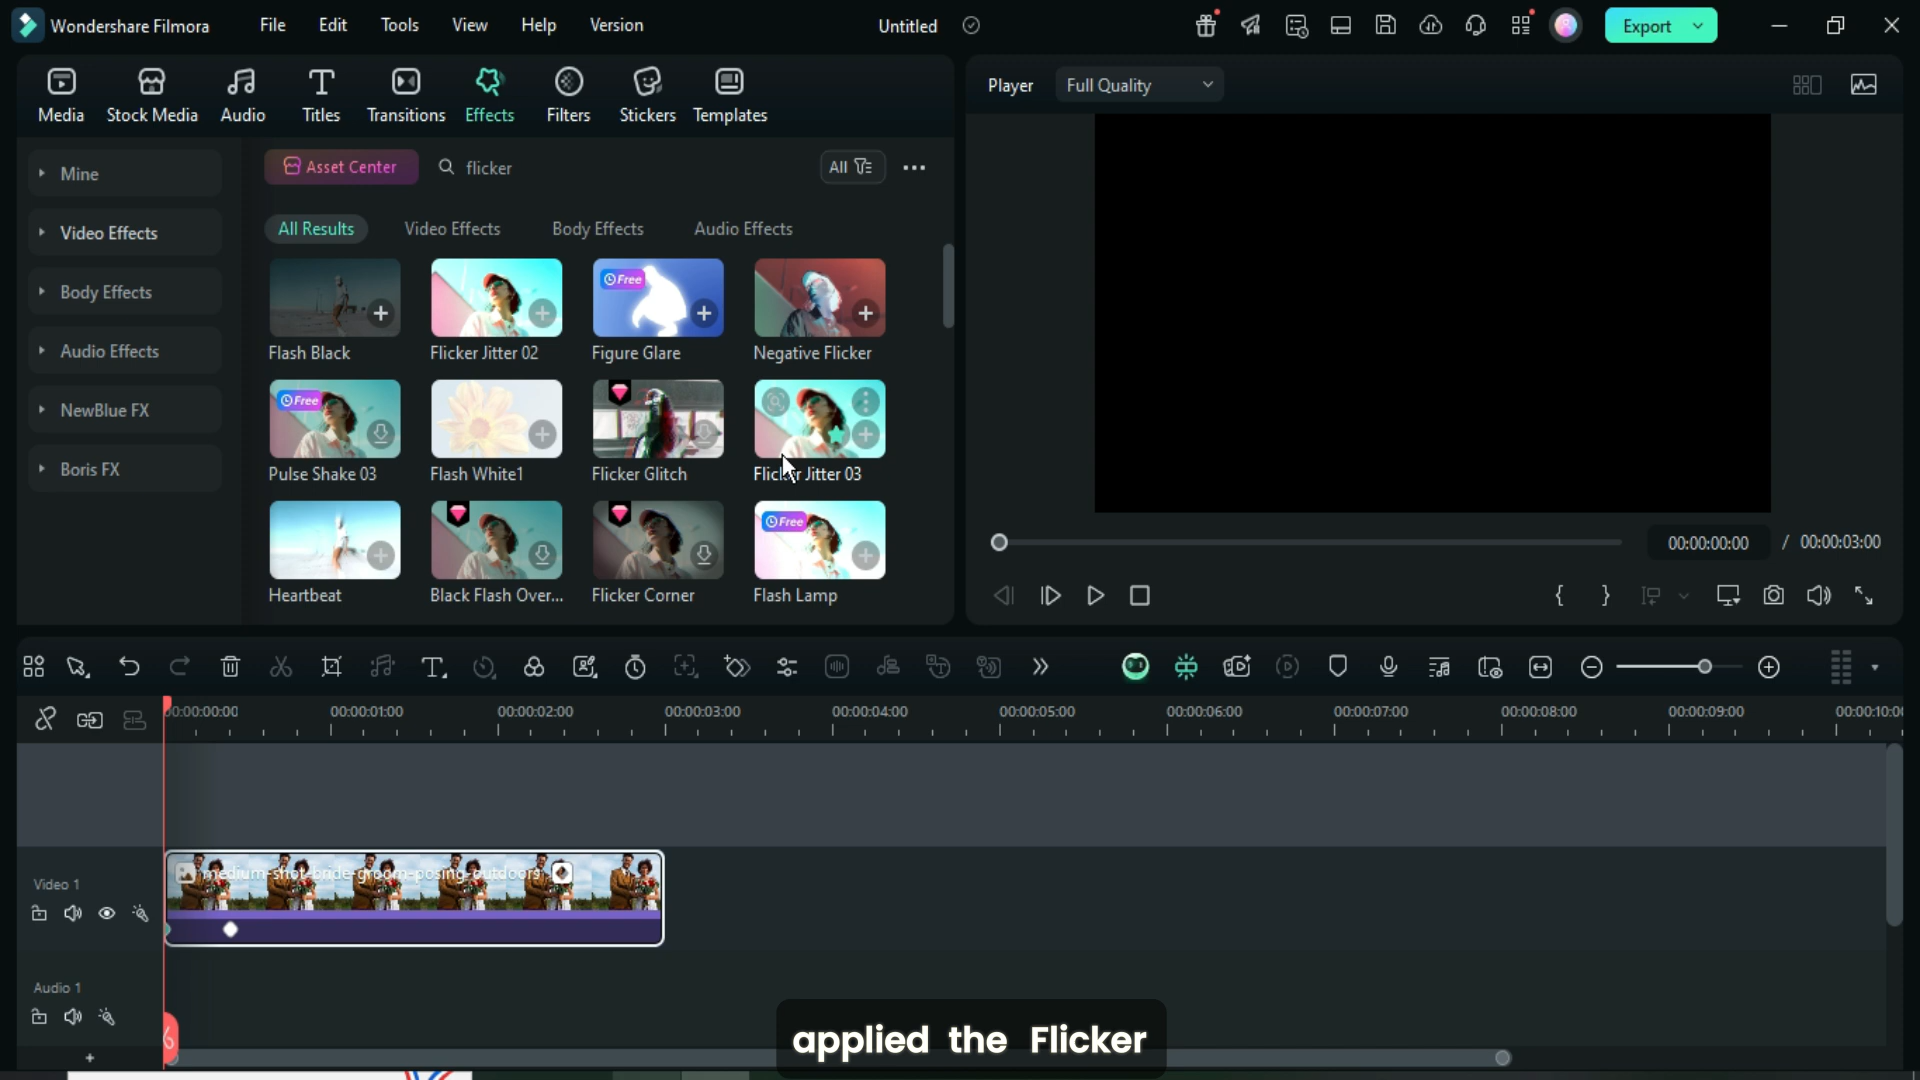 Wondershare Filmora
File
Edit
Tools
View
Help
Version
Untitled
Export
Media
Stock Media
Audio
Titles
Transitions
Effects
Filters
Stickers
Templates
Player
Full Quality
Mine
Video Effects
Body Effects
Audio Effects
NewBlue FX
Boris FX
Asset Center
flicker
All
All Results
Video Effects
Body Effects
Audio Effects
Free
Flash Black
Flicker Jitter 02
Figure Glare
Negative Flicker
Free
Pulse Shake 03
Flash White1
Flicker Glitch
Flicker Jitter 03
Free
Heartbeat
Black Flash Over...
Flicker Corner
Flash Lamp
00:00:00:00 / 00:00:03:00
00:00:00:00
00:00:01:00
00:00:02:00
00:00:03:00
00:00:04:00
00:00:05:00
00:00:06:00
00:00:07:00
00:00:08:00
00:00:09:00
00:00:10:00
Video 1
medium-shot-bride-groom-posing-outdoors
Audio 1
applied the Flicker